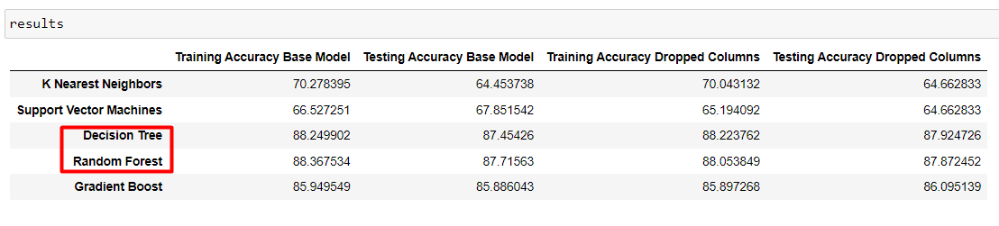 results
Training Accuracy Base Model Testing Accuracy Base Model Training Accuracy Dropped Columns Testing Accuracy Dropped Columns
K Nearest Neighbors 70.278395 64.453738 70.043132 64.662833
Support Vector Machines 66.527251 67.851542 65.194092 64.662833
Decision Tree 88.249902 87.45426 88.223762 87.924726
Random Forest 88.367534 87.71563 88.053849 87.872452
Gradient Boost 85.949549 85.886043 85.897268 86.095139